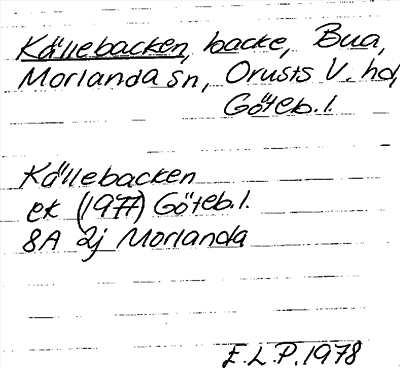 Källebacken, backe, Bua,
Morlanda sn, Orusts V. hd,
Göteb.l.
Källebacken
ek (1977) Göteb.l.
8A 2j Morlanda
E.L.P. 1978